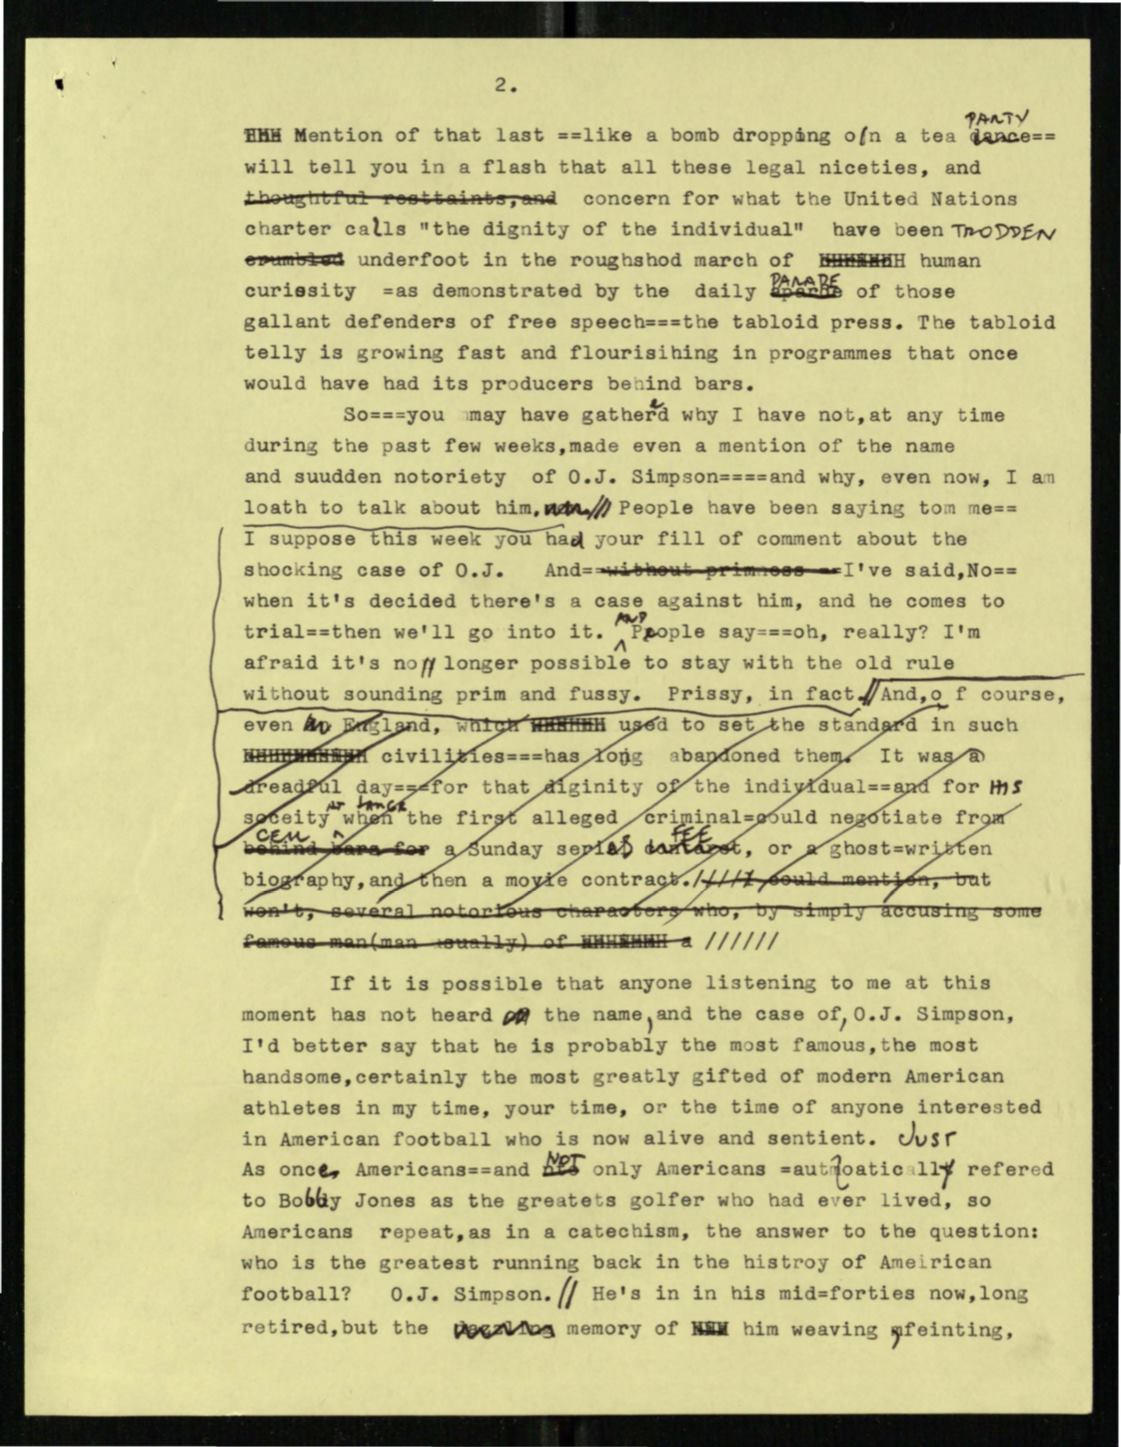 2.
PARTY
Mention of that last ==like a bomb dropping o/n a tea dance==
will tell you in a flash that all these legal niceties, and
thoughtful resttaints,and concern for what the United Nations
charter calls "the dignity of the individual" have been TRODDEN
crumbled underfoot in the roughshod march of human
PARADE
curiosity =as demonstrated by the daily of those
gallant defenders of free speech===the tabloid press. The tabloid
telly is growing fast and flourisihing in programmes that once
would have had its producers behind bars.
So===you may have gatherd why I have not,at any time
during the past few weeks,made even a mention of the name
and suudden notoriety of O.J. Simpson====and why, even now, I am
loath to talk about him. // People have been saying tom me==
I suppose this week you had your fill of comment about the
shocking case of O.J. And==without primness ==I've said,No==
when it's decided there's a case against him, and he comes to
AND
trial==then we'll go into it. People say===oh, really? I'm
afraid it's no// longer possible to stay with the old rule
without sounding prim and fussy. Prissy, in fact.//And,o f course,
even in England, which used to set the standard in such
civilities===has long abandoned them. It was a
dreadful day===for that diginity of the individual==and for HIS
soceity when the first alleged criminal=could negotiate from
CELL FEE
behind bars for a Sunday serial , or a ghost=written
biography,and then a movie contract./////I could mention, but
won't, several notorious characters who, by simply accusing some
famous man(man usually) of a //////
If it is possible that anyone listening to me at this
moment has not heard the name,and the case of,O.J. Simpson,
I'd better say that he is probably the most famous,the most
handsome,certainly the most greatly gifted of modern American
athletes in my time, your time, or the time of anyone interested
in American football who is now alive and sentient. JUST
NOT
As once, Americans==and only Americans =autmoatically refered
to Bobby Jones as the greatets golfer who had ever lived, so
Americans repeat,as in a catechism, the answer to the question:
who is the greatest running back in the histroy of Ameirican
football? O.J. Simpson.// He's in in his mid=forties now,long
retired,but the memory of him weaving ,feinting,